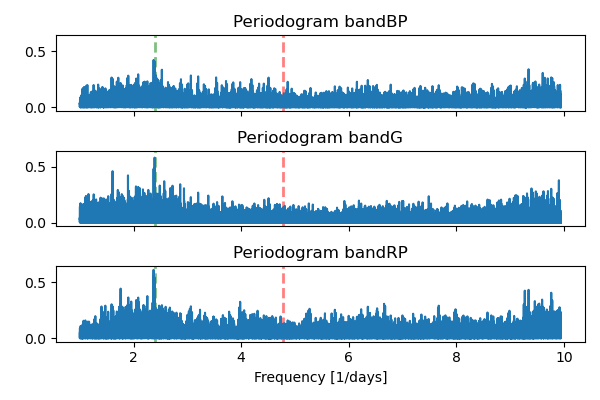 Periodogram bandBP
0.5
0.0
Periodogram bandG
0.5
0.0
Periodogram bandRP
0.5
0.0
2 4 6 8 10
Frequency [1/days]